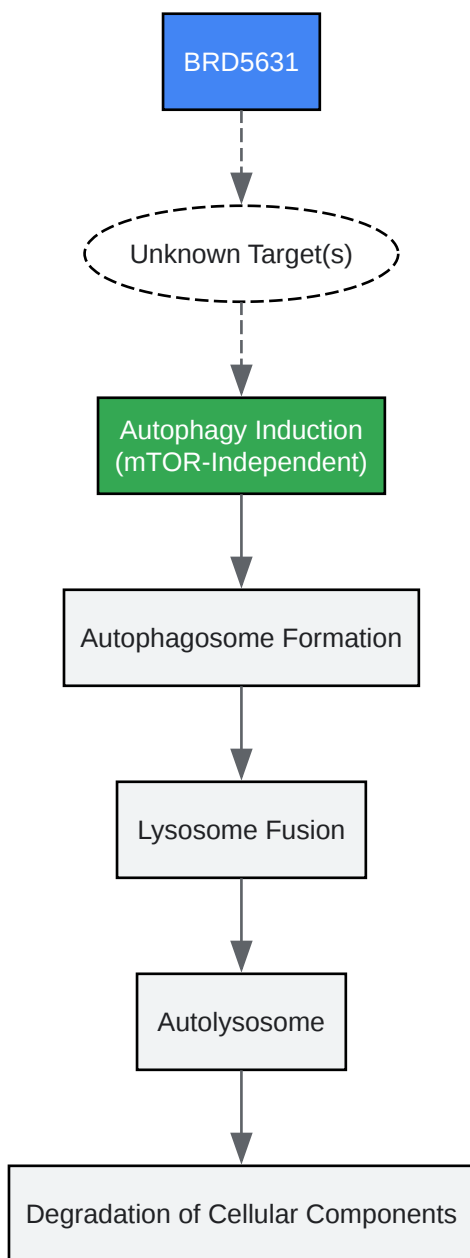 BRD5631
Unknown Target(s)
Autophagy Induction
(mTOR-Independent)
Autophagosome Formation
Lysosome Fusion
Autolysosome
Degradation of Cellular Components